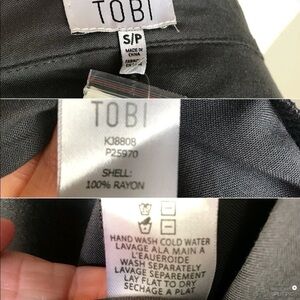 TOBI
S/P
MADE IN
CHINA
TOBI
KJ8808
P25970
SHELL:
100% RAYON
HAND WASH COLD WATER
LAVAGE ALA MAIN A
L'EAUEROIDE
WASH SEPARATELY
LAVAGE SEPAREMENT
LAY FLAT TO DRY
SECHAGE A PLAT